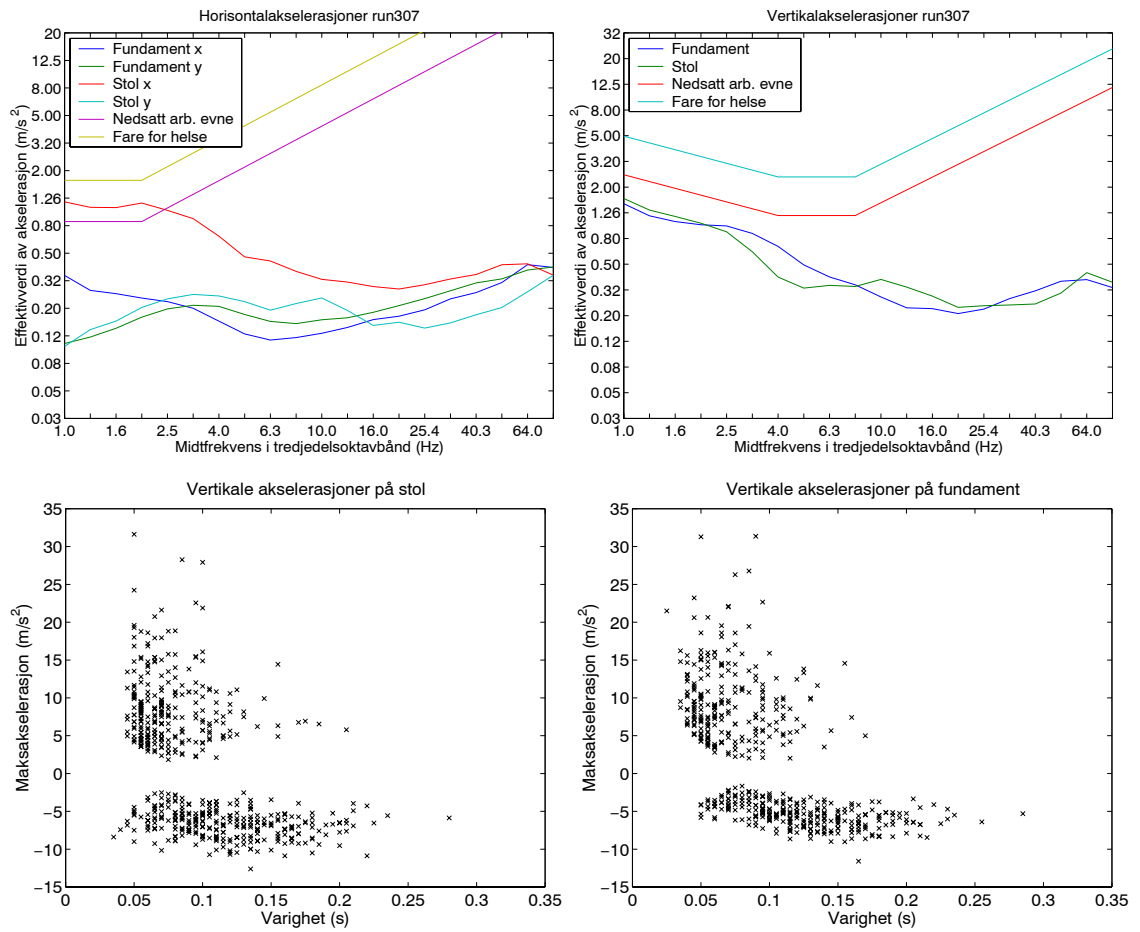 Horisontalakselerasjoner run307
Effektivverdi av akselerasjon (m/s²)
20
12.5
8.00
5.00
3.20
2.00
1.26
0.80
0.50
0.32
0.20
0.12
0.08
0.05
0.03
Fundament x
Fundament y
Stol x
Stol y
Nedsatt arb. evne
Fare for helse
1.0 1.6 2.5 4.0 6.3 10.0 16.0 25.4 40.3 64.0
Midtfrekvens i tredjedelsoktavbånd (Hz)
Vertikalakselerasjoner run307
Effektivverdi av akselerasjon (m/s²)
32
20
12.5
8.00
5.00
3.20
2.00
1.26
0.80
0.50
0.32
0.20
0.12
0.08
0.05
0.03
Fundament
Stol
Nedsatt arb. evne
Fare for helse
1.0 1.6 2.5 4.0 6.3 10.0 16.0 25.4 40.3 64.0
Midtfrekvens i tredjedelsoktavbånd (Hz)
Vertikale akselerasjoner på stol
Maksakselerasjon (m/s²)
35
30
25
20
15
10
5
0
−5
−10
−15
0 0.05 0.1 0.15 0.2 0.25 0.3 0.35
Varighet (s)
Vertikale akselerasjoner på fundament
Maksakselerasjon (m/s²)
35
30
25
20
15
10
5
0
−5
−10
−15
0 0.05 0.1 0.15 0.2 0.25 0.3 0.35
Varighet (s)